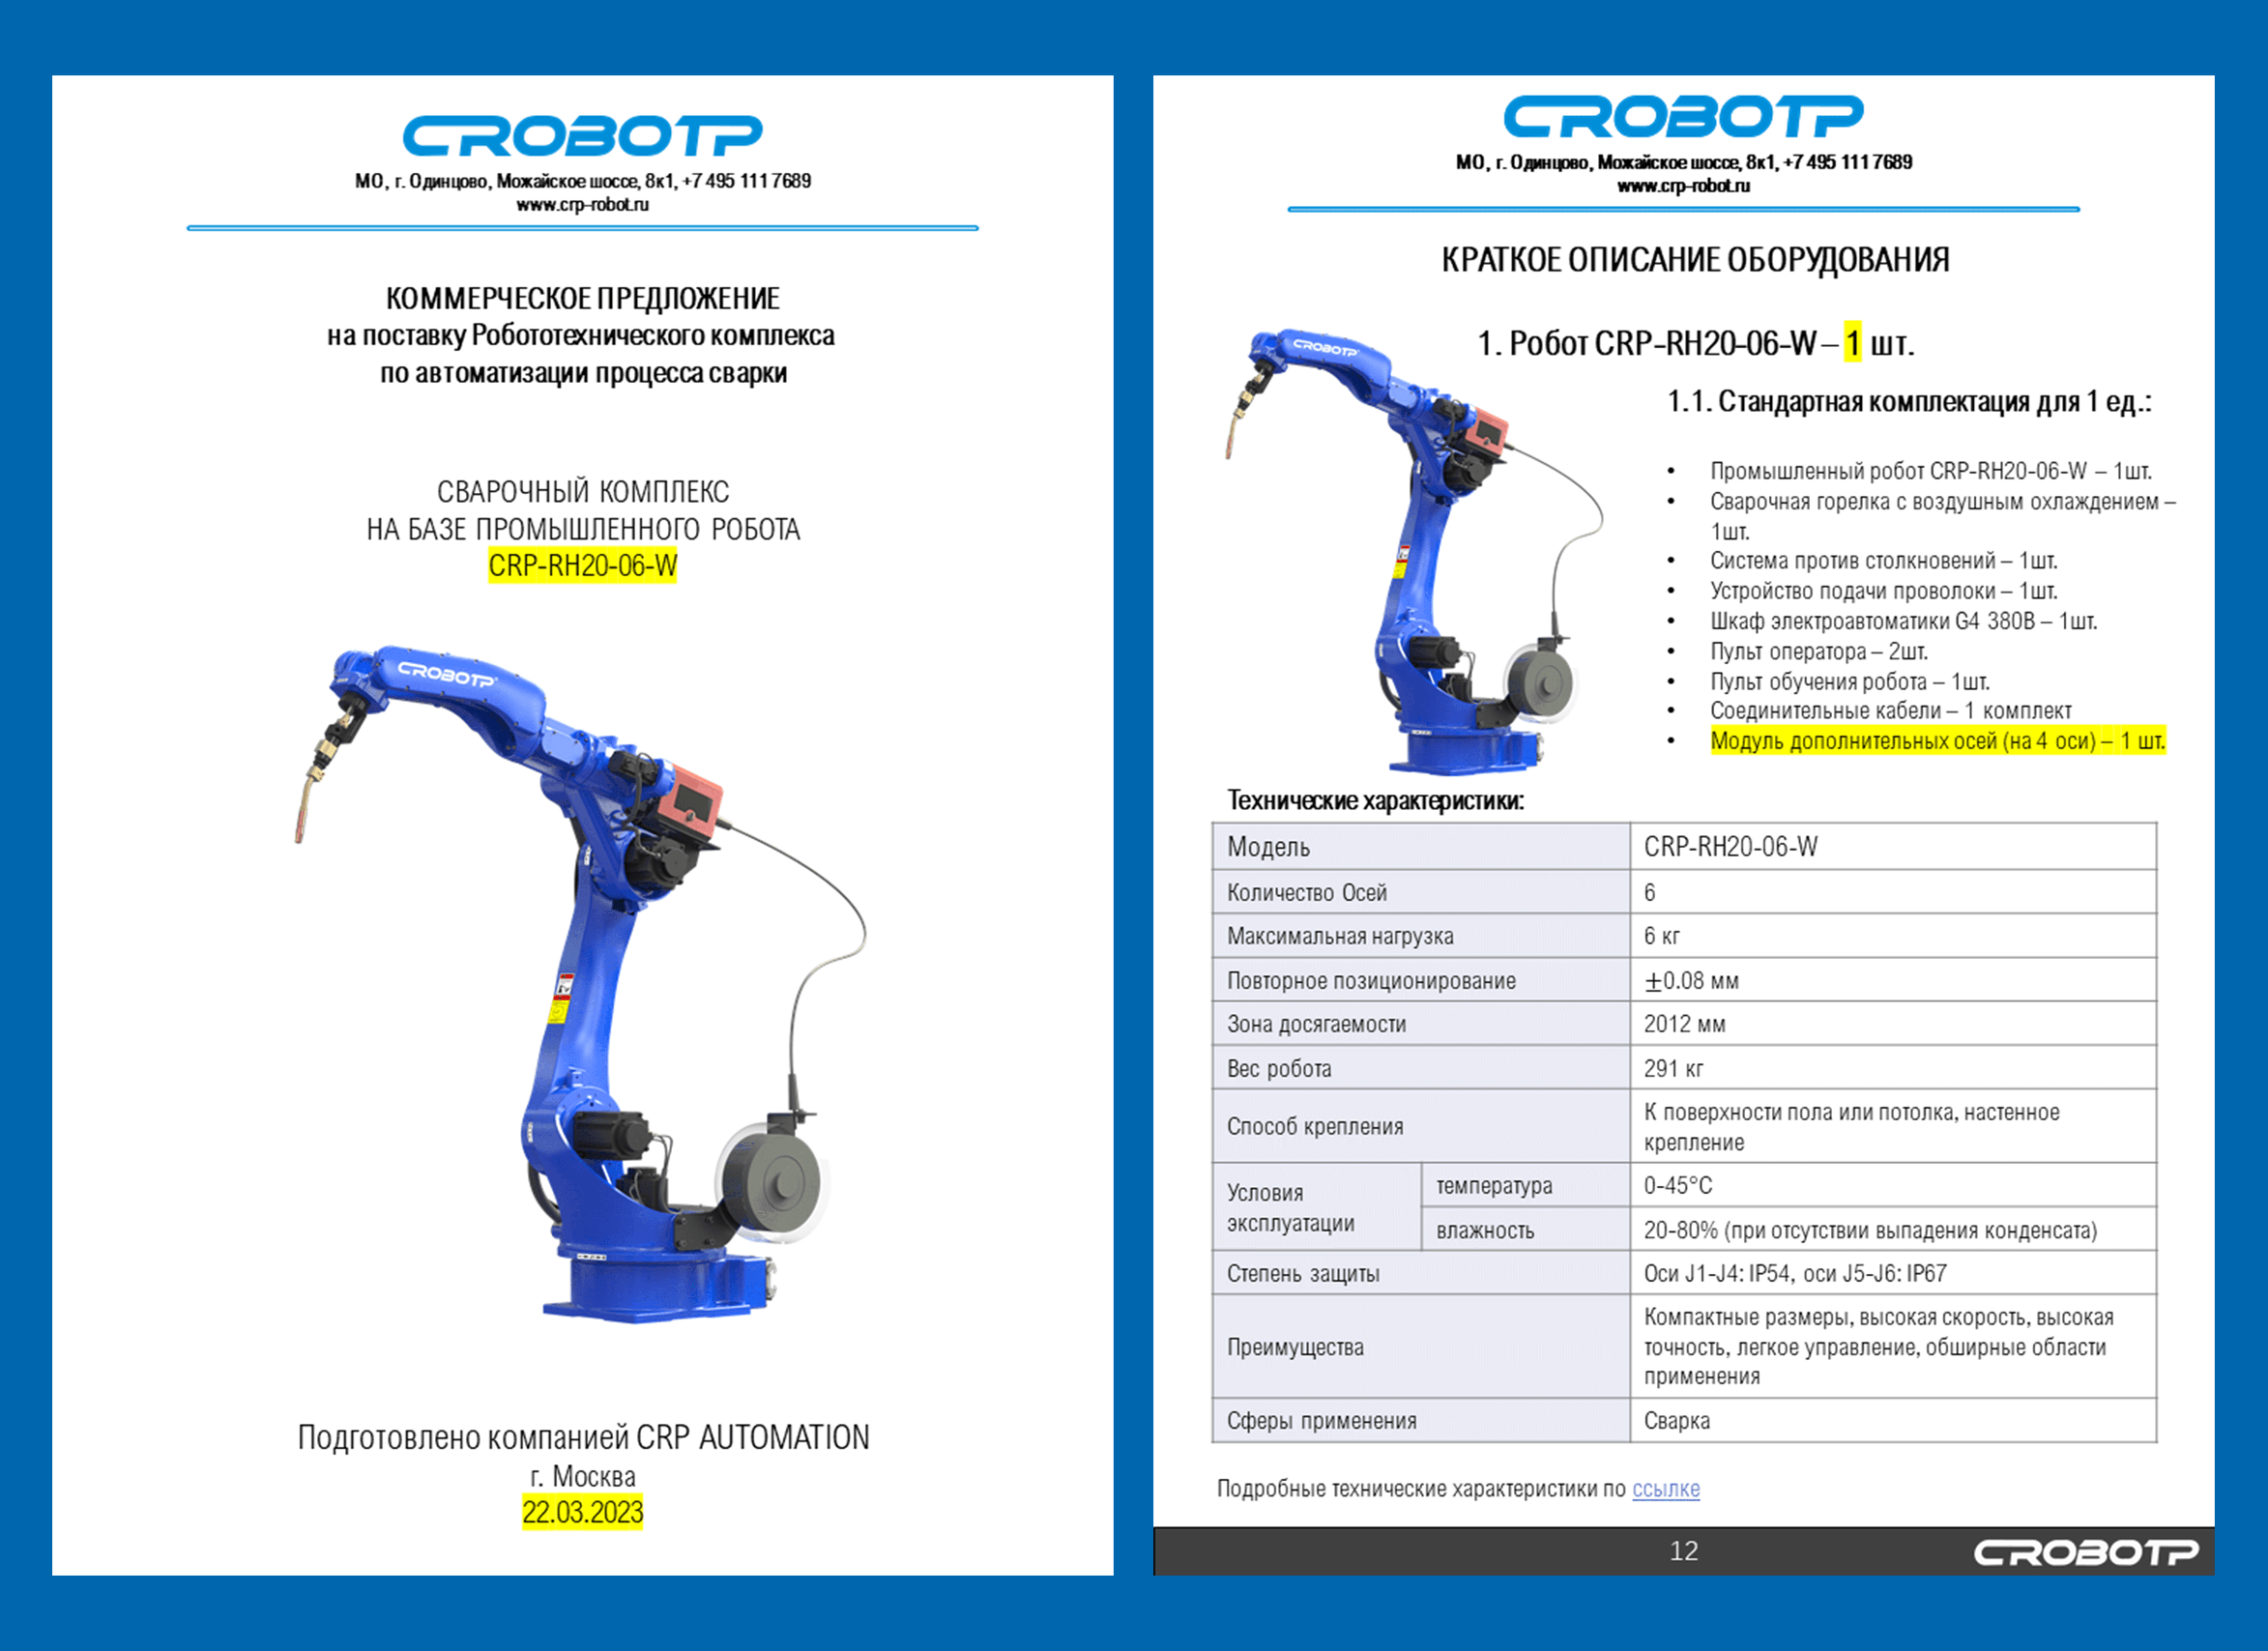 CROBOTP
МО, г. Одинцово, Можайское шоссе, 8к1, +7 495 111 7689
www.crp-robot.ru
КОММЕРЧЕСКОЕ ПРЕДЛОЖЕНИЕ
на поставку Робототехнического комплекса
по автоматизации процесса сварки
СВАРОЧНЫЙ КОМПЛЕКС
НА БАЗЕ ПРОМЫШЛЕННОГО РОБОТА
CRP-RH20-06-W
CROBOTP
Подготовлено компанией CRP AUTOMATION
г. Москва
22.03.2023
CROBOTP
МО, г. Одинцово, Можайское шоссе, 8к1, +7 495 111 7689
www.crp-robot.ru
КРАТКОЕ ОПИСАНИЕ ОБОРУДОВАНИЯ
1. Робот CRP-RH20-06-W – 1 шт.
CROBOTP
1.1. Стандартная комплектация для 1 ед.:
• Промышленный робот CRP-RH20-06-W – 1шт.
• Сварочная горелка с воздушным охлаждением –
1шт.
• Система против столкновений – 1шт.
• Устройство подачи проволоки – 1шт.
• Шкаф электроавтоматики G4 380В – 1шт.
• Пульт оператора – 2шт.
• Пульт обучения робота – 1шт.
• Соединительные кабели – 1 комплект
• Модуль дополнительных осей (на 4 оси) – 1 шт.
Технические характеристики:
Модель CRP-RH20-06-W
Количество Осей 6
Максимальная нагрузка 6 кг
Повторное позиционирование ±0.08 мм
Зона досягаемости 2012 мм
Вес робота 291 кг
Способ крепления К поверхности пола или потолка, настенное
крепление
Условия
эксплуатации
температура 0-45°C
влажность 20-80% (при отсутствии выпадения конденсата)
Степень защиты Оси J1-J4: IP54, оси J5-J6: IP67
Преимущества Компактные размеры, высокая скорость, высокая
точность, легкое управление, обширные области
применения
Сферы применения Сварка
Подробные технические характеристики по ссылке
12
CROBOTP